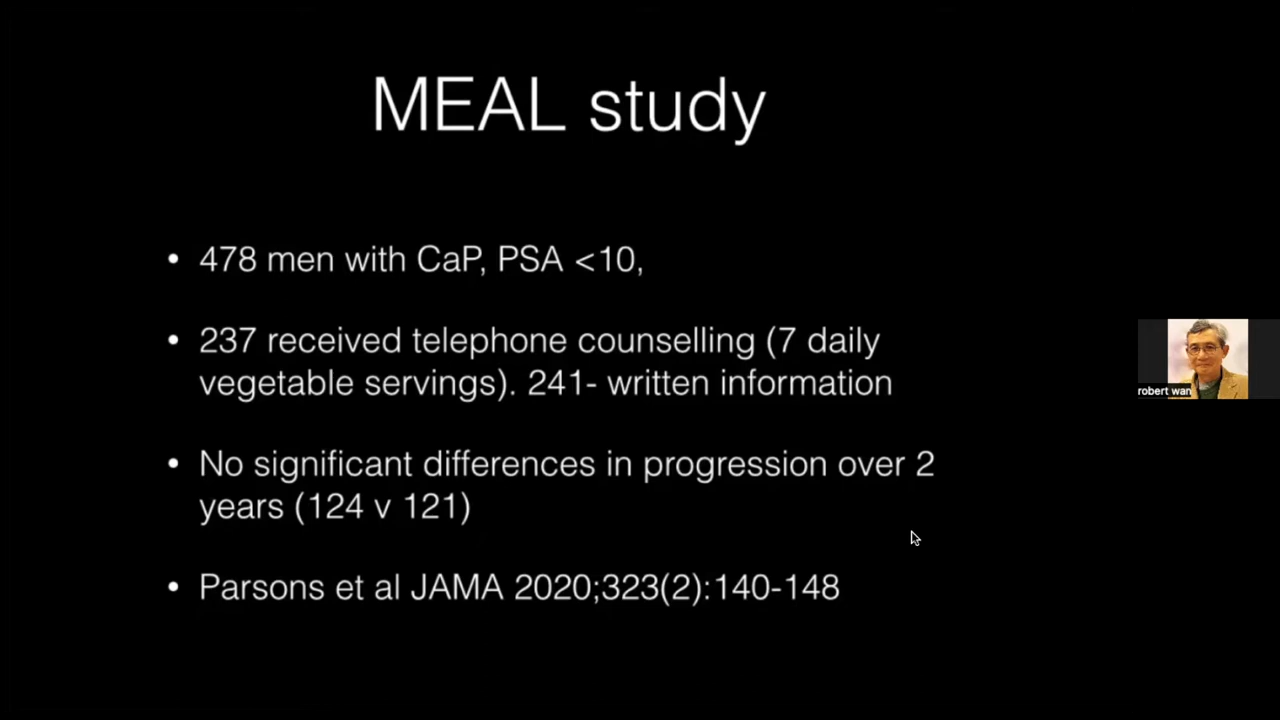 MEAL study
• 478 men with CaP, PSA <10,
• 237 received telephone counselling (7 daily
vegetable servings). 241- written information
• No significant differences in progression over 2
years (124 v 121)
• Parsons et al JAMA 2020;323(2):140-148
robert wan